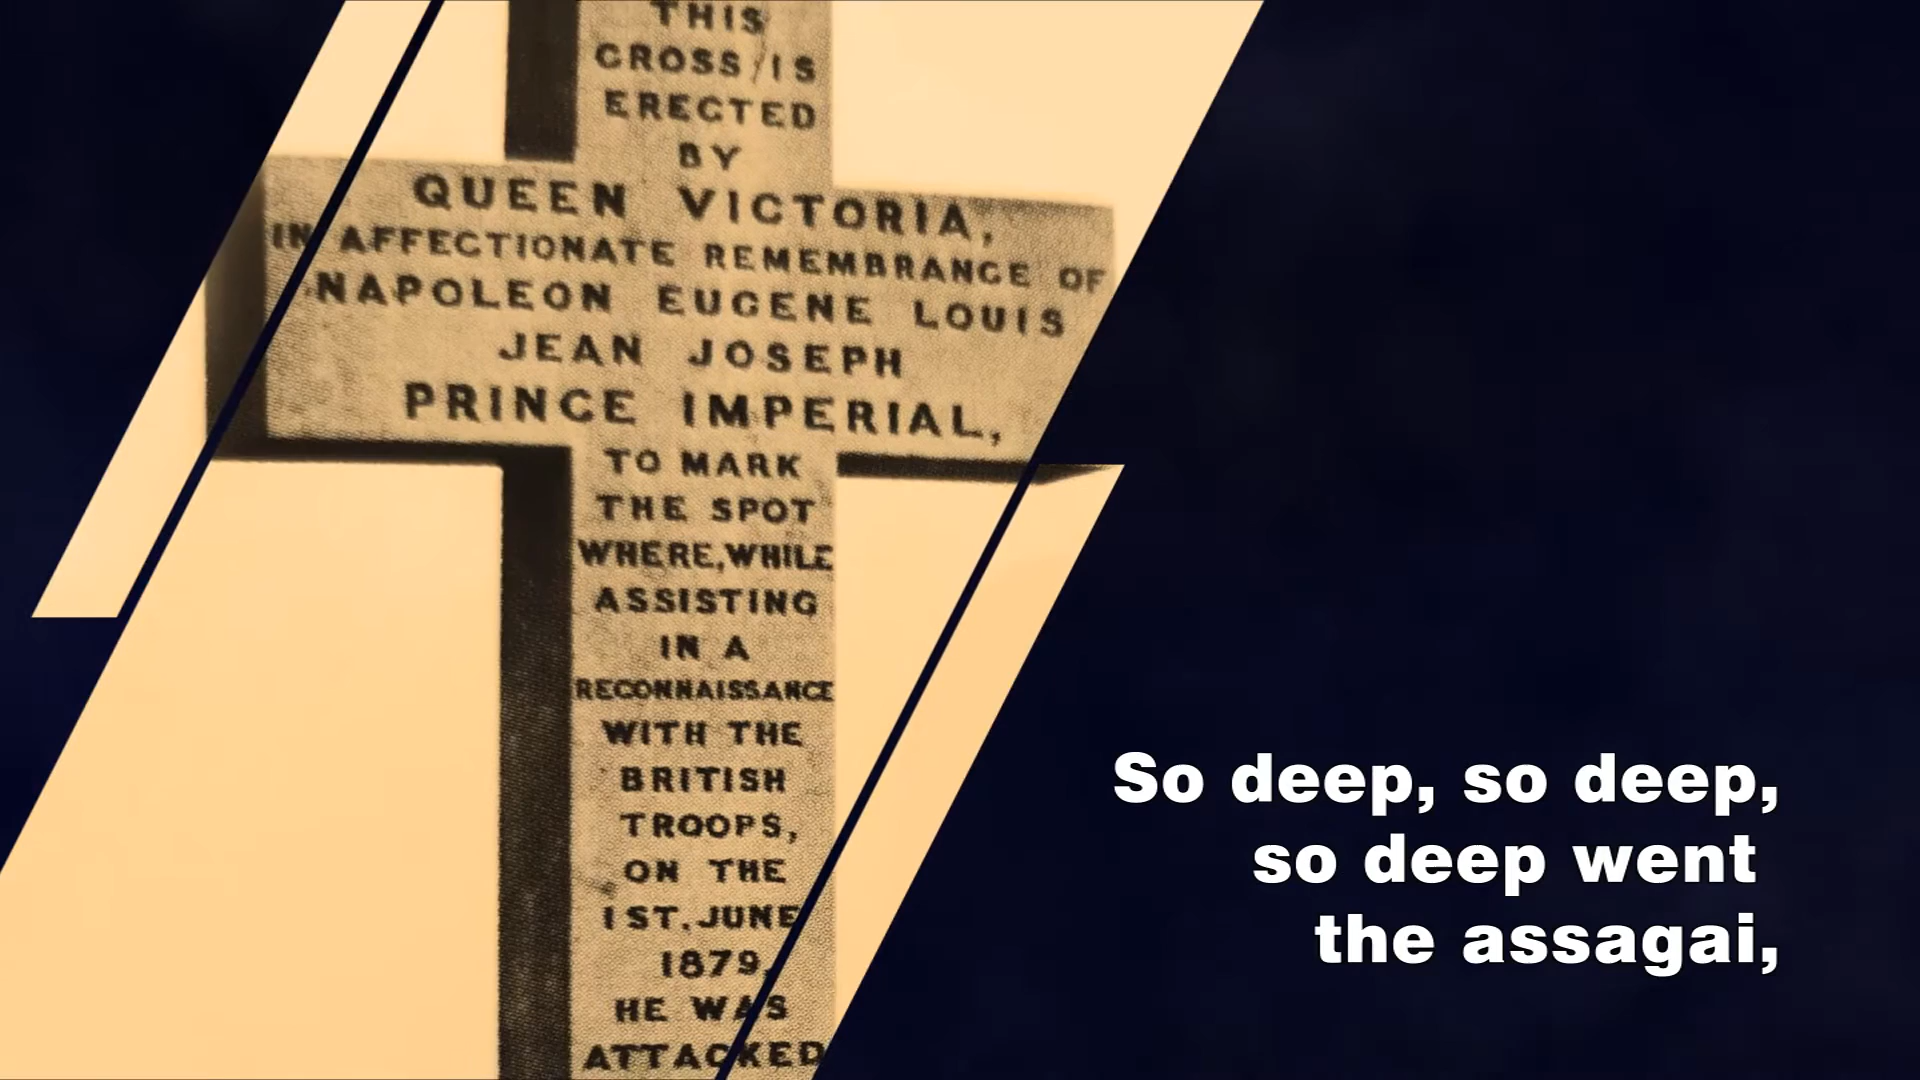 THIS
CROSS IS
ERECTED
BY
QUEEN VICTORIA,
IN AFFECTIONATE REMEMBRANCE OF
NAPOLEON EUGENE LOUIS
JEAN JOSEPH
PRINCE IMPERIAL,
TO MARK
THE SPOT
WHERE, WHILE
ASSISTING
IN A
RECONNAISSANCE
WITH THE
BRITISH
TROOPS,
ON THE
1ST. JUNE
1879,
HE WAS
ATTACKED
So deep, so deep,
so deep went
the assagai,